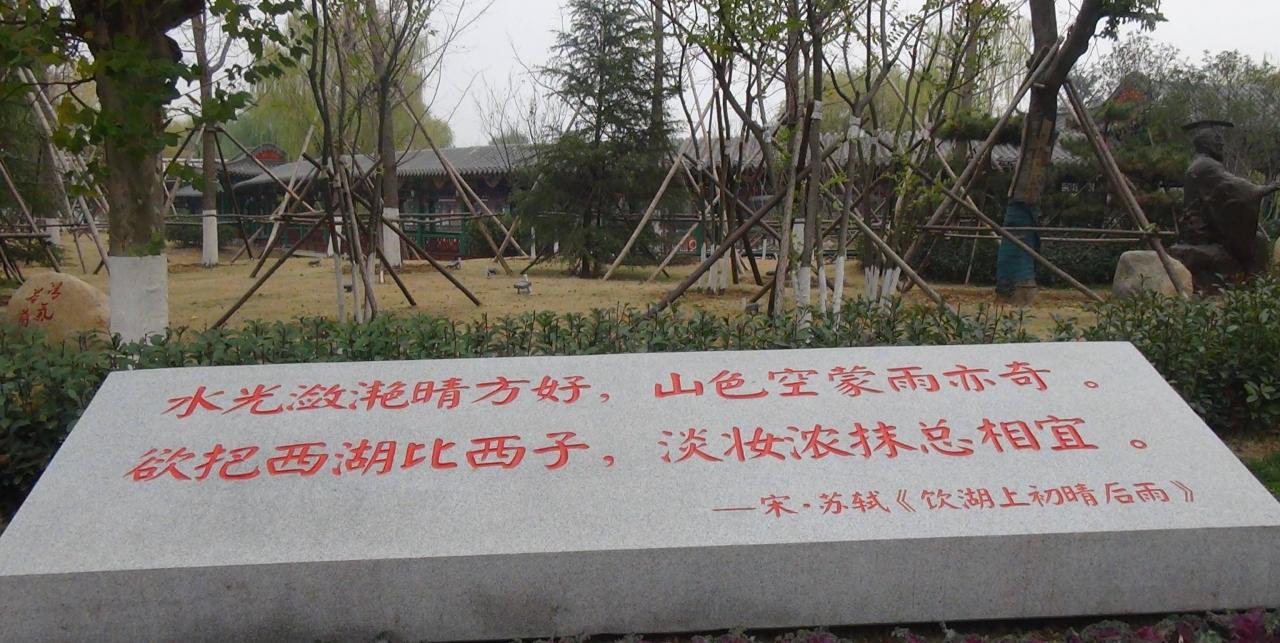 水光潋滟晴方好，山色空蒙雨亦奇。
欲把西湖比西子，淡妆浓抹总相宜。
—宋·苏轼《饮湖上初晴后雨》